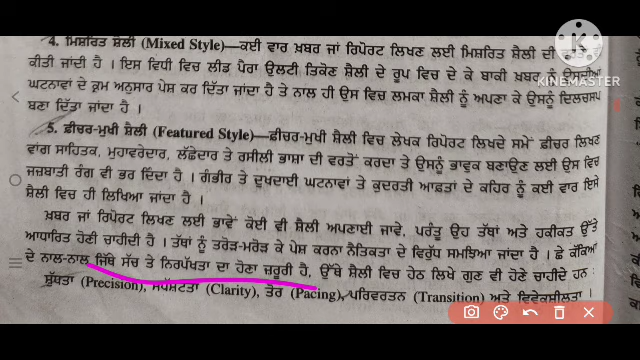 4. ਮਿਸ਼ਰਿਤ ਸ਼ੈਲੀ (Mixed Style)—ਕਈ ਵਾਰ ਖ਼ਬਰ ਜਾਂ ਰਿਪੋਰਟ ਲਿਖਣ ਲਈ ਮਿਸ਼ਰਿਤ ਸ਼ੈਲੀ ਦੀ
ਕੀਤੀ ਜਾਂਦੀ ਹੈ । ਇਸ ਵਿਧੀ ਵਿਚ ਲੀਡ ਪੈਰਾ ਉਲਟੀ ਤਿਕੋਣ ਸ਼ੈਲੀ ਦੇ ਰੂਪ ਵਿਚ ਦੇ ਕੇ ਬਾਕੀ ਖ਼ਬਰ ਨੂੰ ਉਸਦੀਆਂ
ਘਟਨਾਵਾਂ ਦੇ ਕ੍ਰਮ ਅਨੁਸਾਰ ਪੇਸ਼ ਕਰ ਦਿੱਤਾ ਜਾਂਦਾ ਹੈ ਤੇ ਨਾਲ ਹੀ ਉਸ ਵਿਚ ਲਮਕਾ ਸ਼ੈਲੀ ਨੂੰ ਅਪਣਾ ਕੇ ਉਸਨੂੰ ਦਿਲਚਸਪ
ਬਣਾ ਦਿੱਤਾ ਜਾਂਦਾ ਹੈ ।
5. ਫ਼ੀਚਰ-ਮੁਖੀ ਸ਼ੈਲੀ (Featured Style)—ਫ਼ੀਚਰ-ਮੁਖੀ ਸ਼ੈਲੀ ਵਿਚ ਲੇਖਕ ਰਿਪੋਰਟ ਲਿਖਦੇ ਸਮੇਂ ਫ਼ੀਚਰ ਲਿਖਣ
ਵਾਂਗ ਸਾਹਿਤਕ, ਮੁਹਾਵਰੇਦਾਰ, ਲੱਛੇਦਾਰ ਤੇ ਰਸੀਲੀ ਭਾਸ਼ਾ ਦੀ ਵਰਤੋਂ ਕਰਦਾ ਤੇ ਉਸਨੂੰ ਭਾਵੁਕ ਬਣਾਉਣ ਲਈ ਉਸ ਵਿਚ
ਜਜ਼ਬਾਤੀ ਰੰਗ ਵੀ ਭਰ ਦਿੰਦਾ ਹੈ । ਗੰਭੀਰ ਤੇ ਦੁਖਦਾਈ ਘਟਨਾਵਾਂ ਤੇ ਕੁਦਰਤੀ ਆਫ਼ਤਾਂ ਦੇ ਕਹਿਰ ਨੂੰ ਕਈ ਵਾਰ ਇਸੇ
ਸ਼ੈਲੀ ਵਿਚ ਹੀ ਲਿਖਿਆ ਜਾਂਦਾ ਹੈ ।
ਖ਼ਬਰ ਜਾਂ ਰਿਪੋਰਟ ਲਿਖਣ ਲਈ ਭਾਵੇਂ ਕੋਈ ਵੀ ਸ਼ੈਲੀ ਅਪਣਾਈ ਜਾਵੇ, ਪਰੰਤੂ ਉਹ ਤੱਥਾਂ ਅਤੇ ਹਕੀਕਤ ਉੱਤੇ
ਆਧਾਰਿਤ ਹੋਣੀ ਚਾਹੀਦੀ ਹੈ । ਤੱਥਾਂ ਨੂੰ ਤਰੋੜ-ਮਰੋੜ ਕੇ ਪੇਸ਼ ਕਰਨਾ ਨੈਤਿਕਤਾ ਦੇ ਵਿਰੁੱਧ ਸਮਝਿਆ ਜਾਂਦਾ ਹੈ । ਛੇ ਕੱਕਿਆਂ
ਦੇ ਨਾਲ-ਨਾਲ ਜਿੱਥੇ ਸੱਚ ਤੇ ਨਿਰਪੱਖਤਾ ਦਾ ਹੋਣਾ ਜ਼ਰੂਰੀ ਹੈ, ਉੱਥੇ ਸ਼ੈਲੀ ਵਿਚ ਹੇਠ ਲਿਖੇ ਗੁਣ ਵੀ ਹੋਣੇ ਚਾਹੀਦੇ ਹਨ :
ਸ਼ੁੱਧਤਾ (Precision), ਸਪੱਸ਼ਟਤਾ (Clarity), ਤੋਰ (Pacing), ਪਰਿਵਰਤਨ (Transition) ਅਤੇ ਵਿਵੇਕਸ਼ੀਲਤਾ ।
KINEMASTER